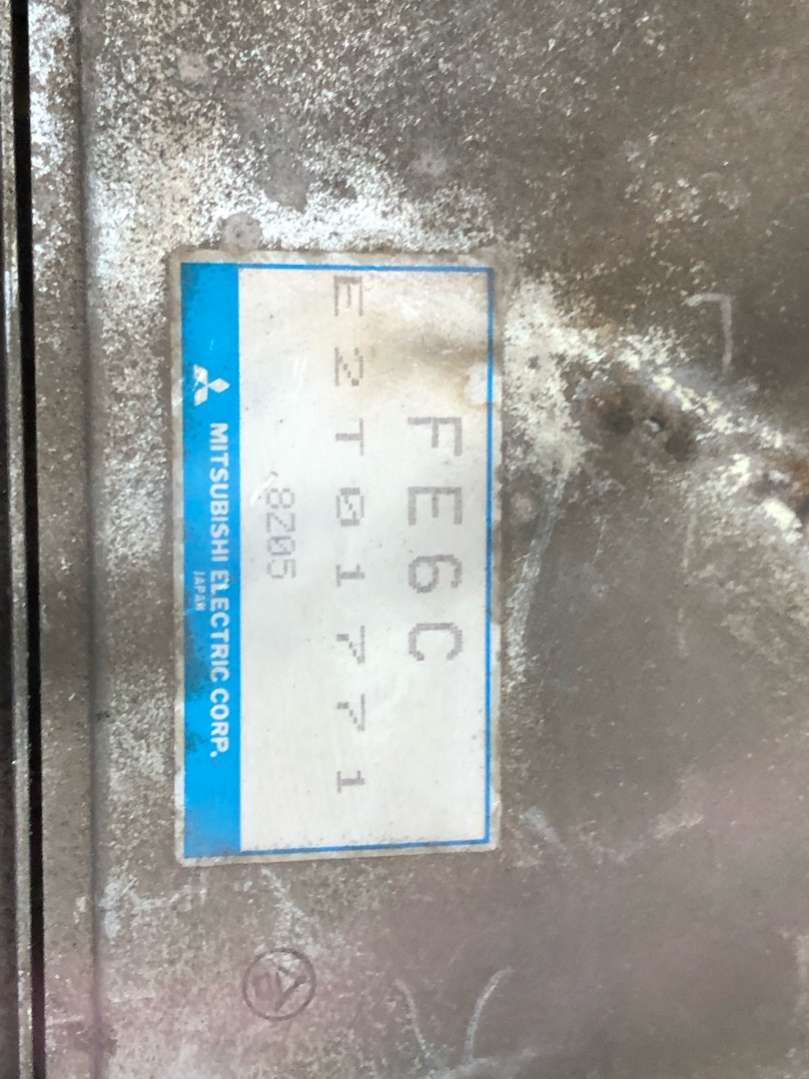 FE6C
E2T01771
'8205
MITSUBISHI ELECTRIC CORP.
JAPAN